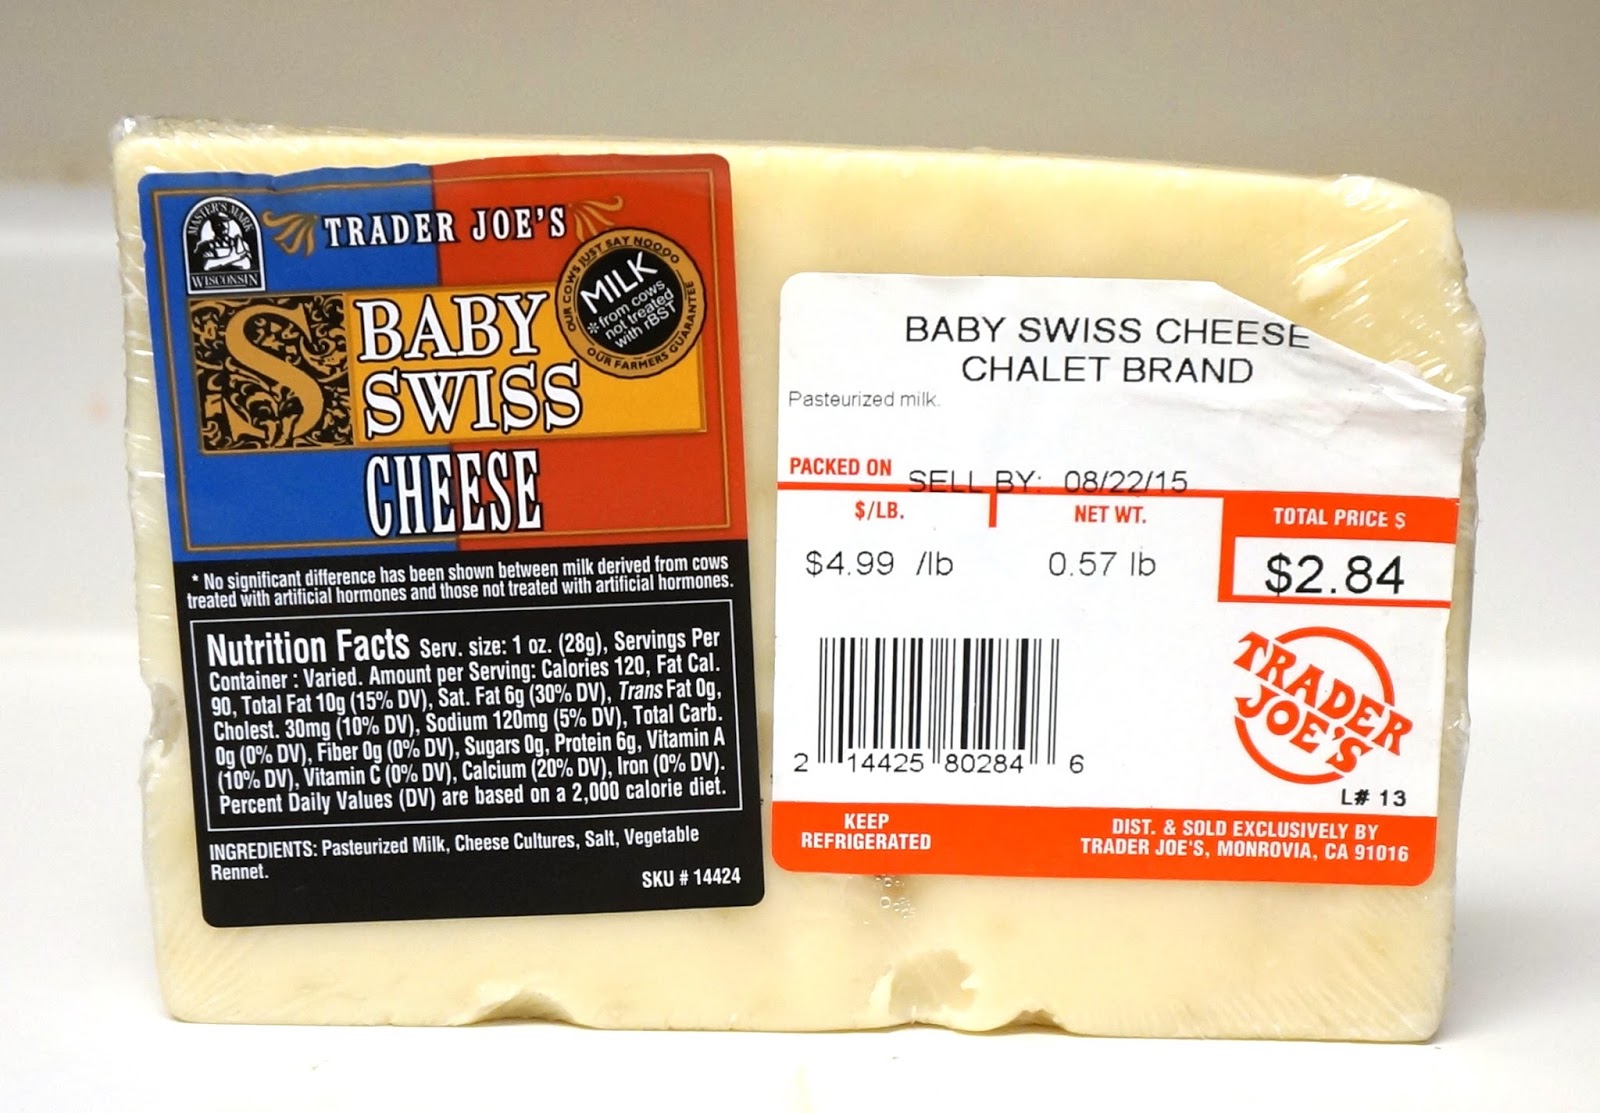 MASTER'S MARK
WISCONSIN
TRADER JOE'S
S
BABY
SWISS
CHEESE
OUR COWS JUST SAY NOOOO
MILK
*from cows
not treated
with rBST
OUR FARMERS GUARANTEE
* No significant difference has been shown between milk derived from cows
treated with artificial hormones and those not treated with artificial hormones.
Nutrition Facts Serv. size: 1 oz. (28g), Servings Per
Container : Varied. Amount per Serving: Calories 120, Fat Cal.
90, Total Fat 10g (15% DV), Sat. Fat 6g (30% DV), Trans Fat 0g,
Cholest. 30mg (10% DV), Sodium 120mg (5% DV), Total Carb.
0g (0% DV), Fiber 0g (0% DV), Sugars 0g, Protein 6g, Vitamin A
(10% DV), Vitamin C (0% DV), Calcium (20% DV), Iron (0% DV).
Percent Daily Values (DV) are based on a 2,000 calorie diet.
INGREDIENTS: Pasteurized Milk, Cheese Cultures, Salt, Vegetable
Rennet.
SKU # 14424
BABY SWISS CHEESE
CHALET BRAND
Pasteurized milk.
PACKED ON SELL BY: 08/22/15
$/LB. NET WT. TOTAL PRICE $
$4.99 /lb 0.57 lb $2.84
2 14425 80284 6
TRADER
JOE'S
L# 13
KEEP
REFRIGERATED
DIST. & SOLD EXCLUSIVELY BY
TRADER JOE'S, MONROVIA, CA 91016